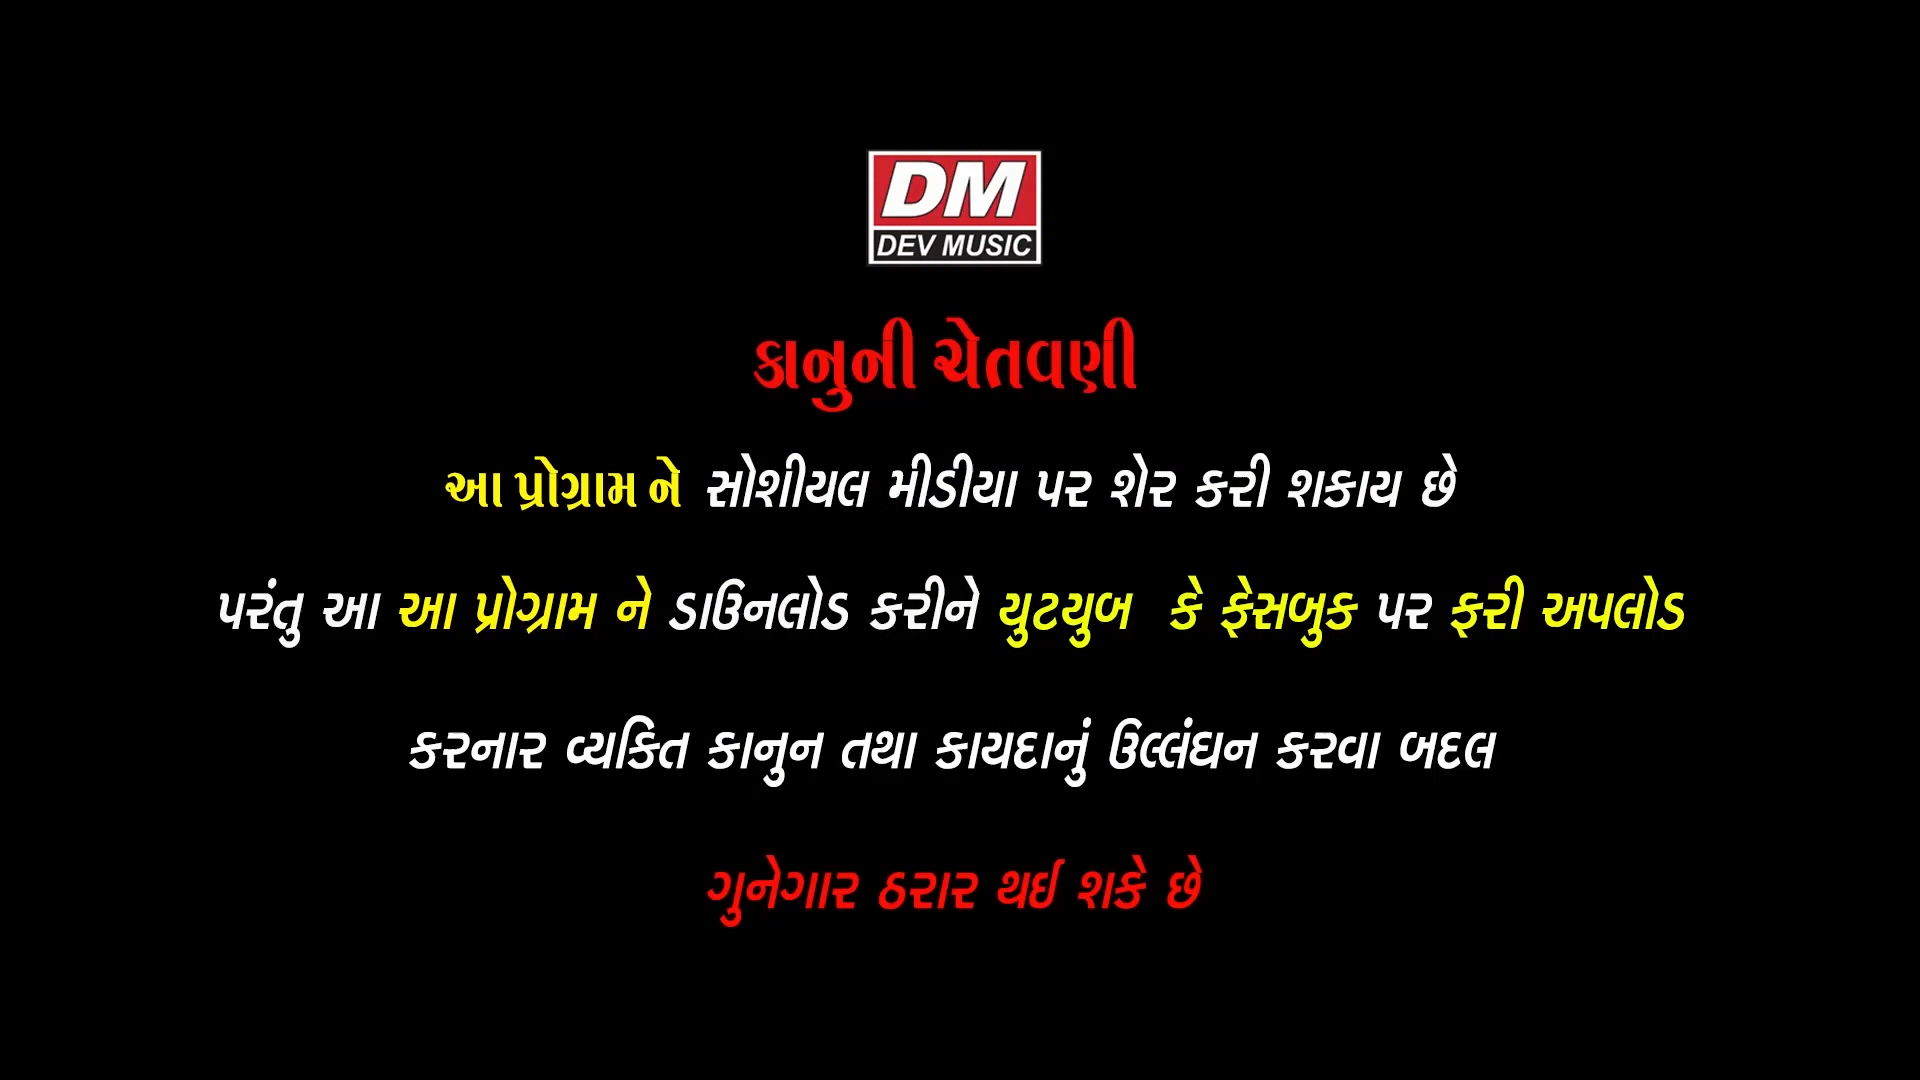 DM
DEV MUSIC
કાનુની ચેતવણી
આ પ્રોગ્રામ ને સોશીયલ મીડીયા પર શેર કરી શકાય છે
પરંતુ આ આ પ્રોગ્રામ ને ડાઉનલોડ કરીને યુટયુબ કે ફેસબુક પર ફરી અપલોડ
કરનાર વ્યકિત કાનુન તથા કાયદાનું ઉલ્લંઘન કરવા બદલ
ગુનેગાર ઠરાર થઈ શકે છે